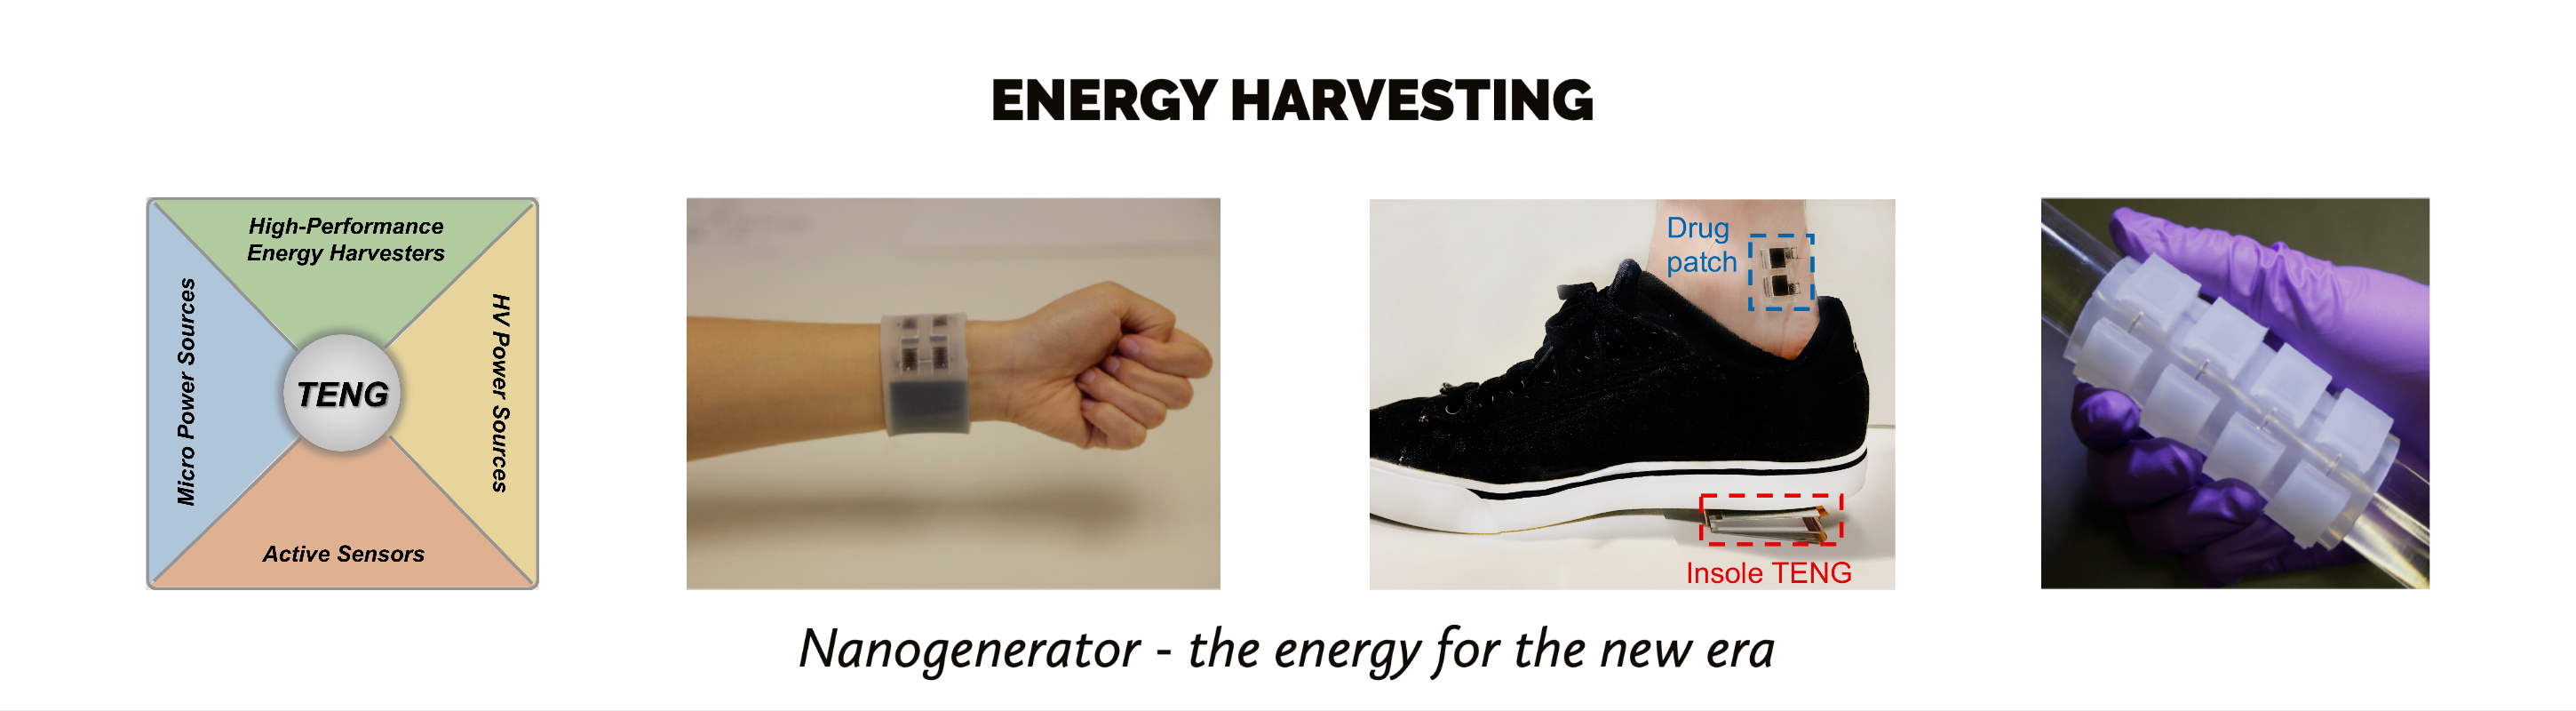 ENERGY HARVESTING
High-Performance
Energy Harvesters
Micro Power Sources
TENG
HV Power Sources
Active Sensors
Drug
patch
Insole TENG
Nanogenerator - the energy for the new era